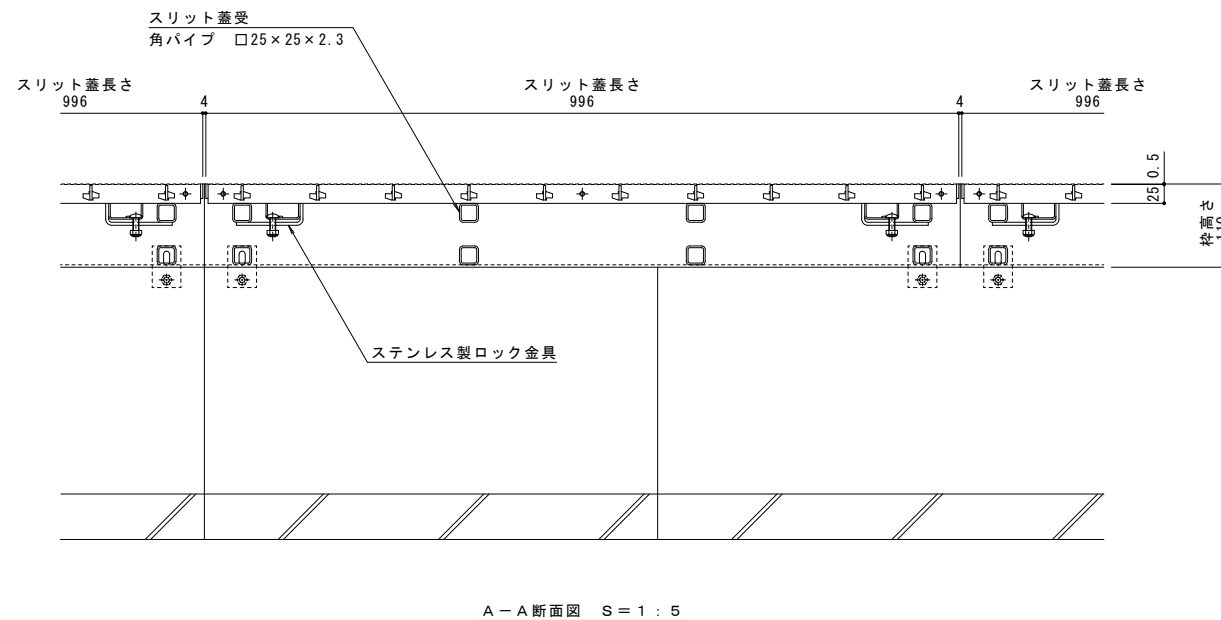 スリット蓋受
角パイプ □25×25×2.3
スリット蓋長さ
996
4
スリット蓋長さ
996
4
スリット蓋長さ
996
0.5
25
枠高さ
110
ステンレス製ロック金具
A－A断面図 S＝1：5